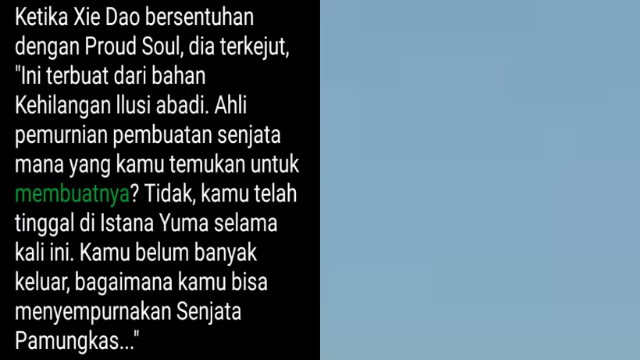 Ketika Xie Dao bersentuhan
dengan Proud Soul, dia terkejut,
"Ini terbuat dari bahan
Kehilangan llusi abadi. Ahli
pemurnian pembuatan senjata
mana yang kamu temukan untuk
membuatnya? Tidak, kamu telah
tinggal di Istana Yuma selama
kali ini. Kamu belum banyak
keluar, bagaimana kamu bisa
menyempurnakan Senjata
Pamungkas..."